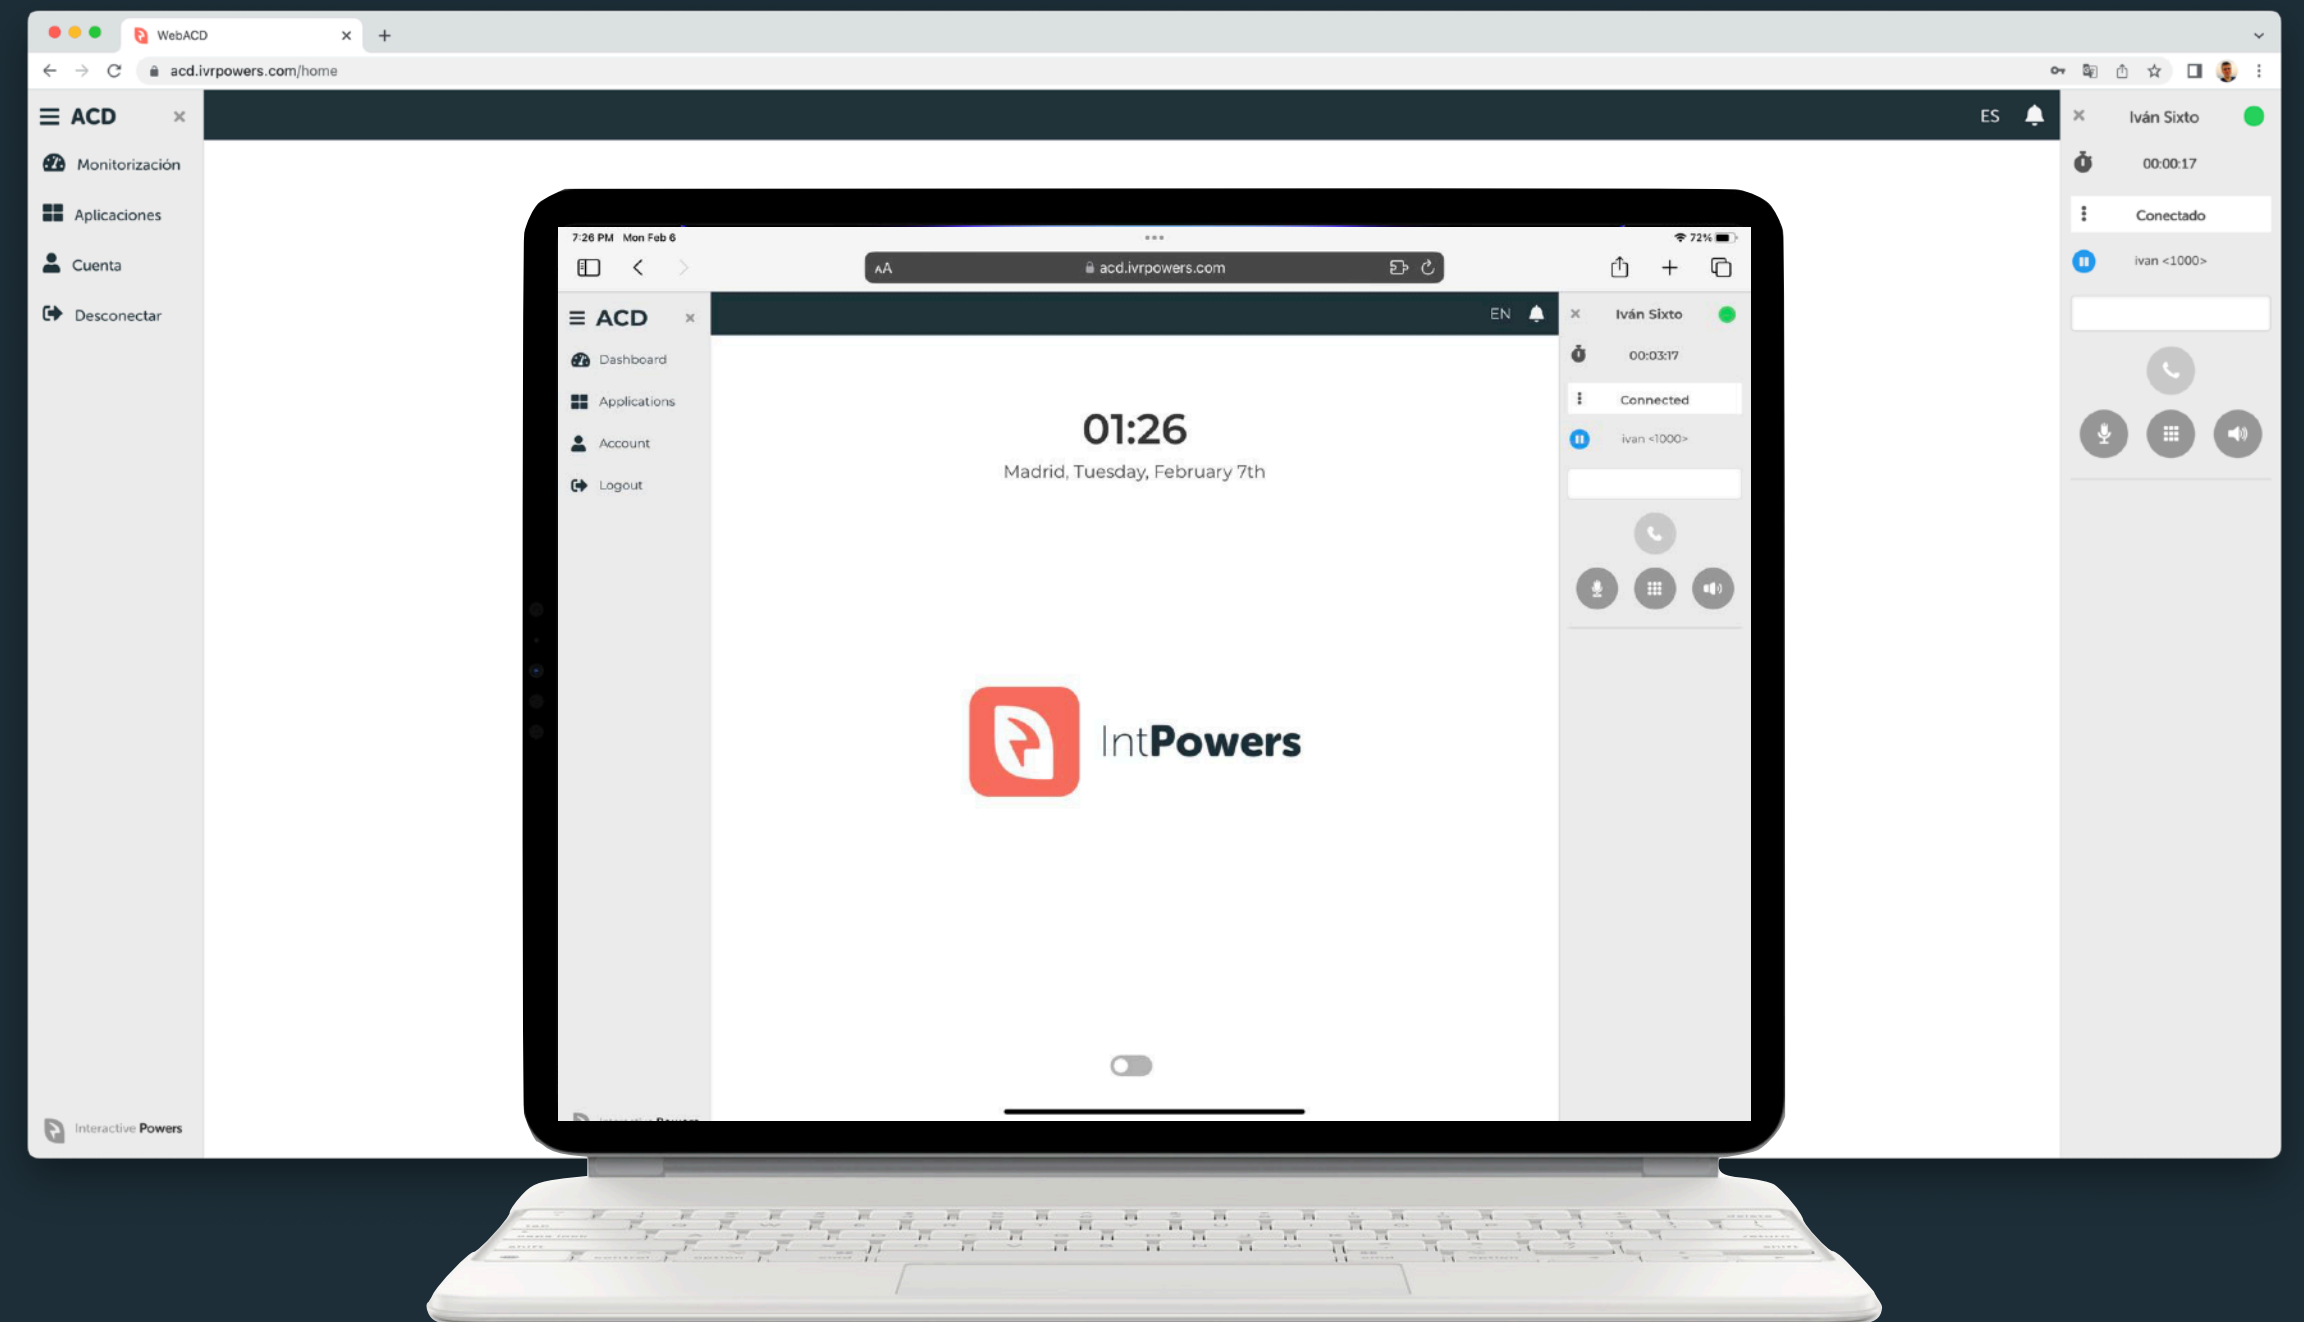 WebACD
acd.ivrpowers.com/home
ACD
ES
Iván Sixto
Monitorización
00:00:17
Aplicaciones
Conectado
Cuenta
ivan <1000>
Desconectar
Interactive Powers
7:26 PM Mon Feb 6
72%
AA
acd.ivrpowers.com
ACD
EN
Iván Sixto
Dashboard
00:03:17
Applications
Connected
Account
ivan <1000>
Logout
01:26
Madrid, Tuesday, February 7th
IntPowers